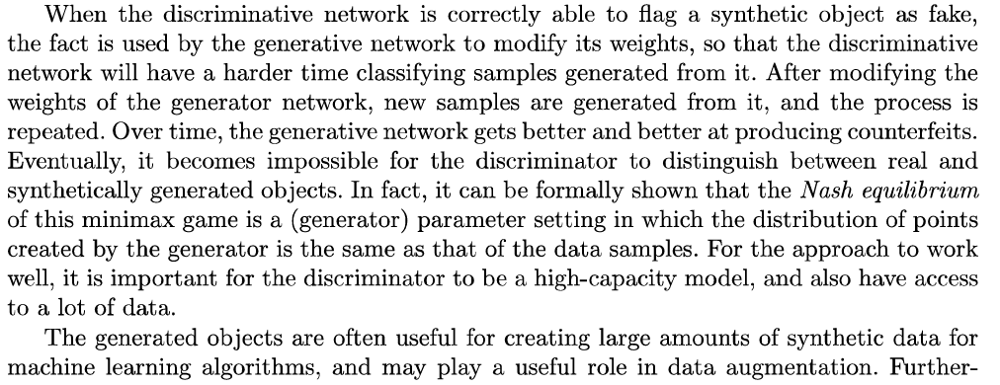 When the discriminative network is correctly able to flag a synthetic object as fake,
the fact is used by the generative network to modify its weights, so that the discriminative
network will have a harder time classifying samples generated from it. After modifying the
weights of the generator network, new samples are generated from it, and the process is
repeated. Over time, the generative network gets better and better at producing counterfeits.
Eventually, it becomes impossible for the discriminator to distinguish between real and
synthetically generated objects. In fact, it can be formally shown that the Nash equilibrium
of this minimax game is a (generator) parameter setting in which the distribution of points
created by the generator is the same as that of the data samples. For the approach to work
well, it is important for the discriminator to be a high-capacity model, and also have access
to a lot of data.
The generated objects are often useful for creating large amounts of synthetic data for
machine learning algorithms, and may play a useful role in data augmentation. Further-